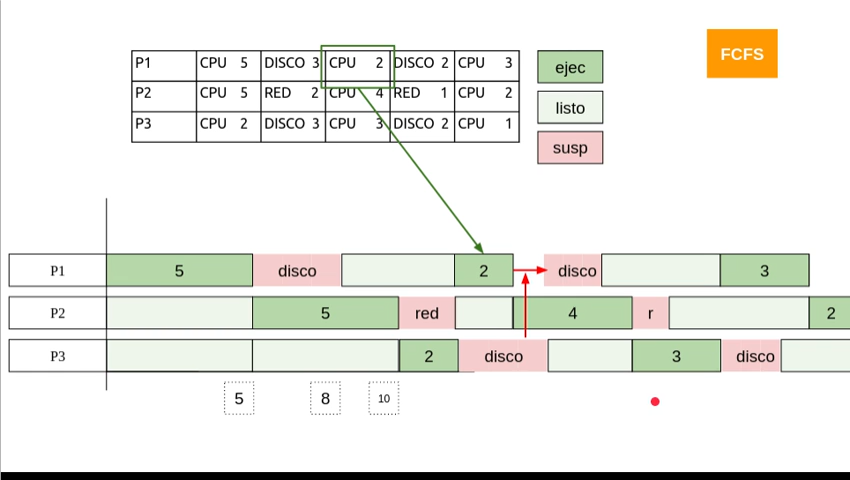 FCFS
P1 CPU 5 DISCO 3 CPU 2 DISCO 2 CPU 3
P2 CPU 5 RED 2 CPU 4 RED 1 CPU 2
P3 CPU 2 DISCO 3 CPU 3 DISCO 2 CPU 1
ejec
listo
susp
P1 5 disco 2 disco 3
P2 5 red 4 r 2
P3 2 disco 3 disco
5 8 10